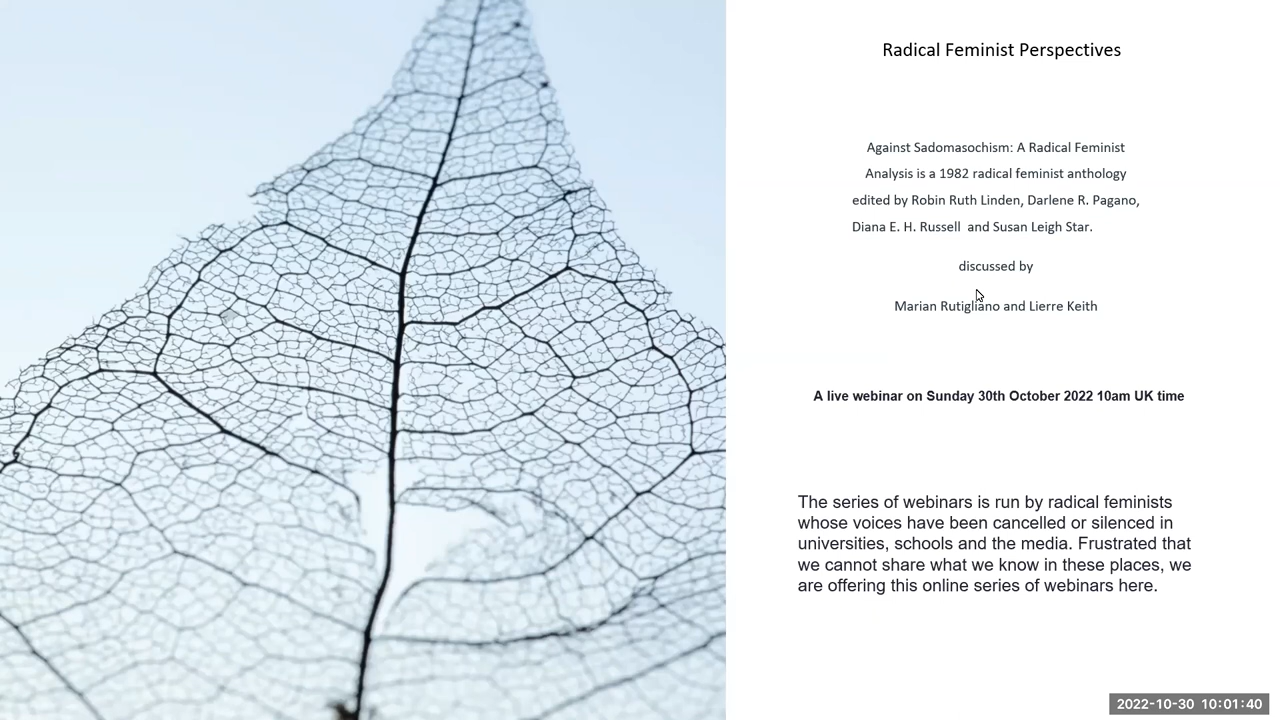 Radical Feminist Perspectives
Against Sadomasochism: A Radical Feminist
Analysis is a 1982 radical feminist anthology
edited by Robin Ruth Linden, Darlene R. Pagano,
Diana E. H. Russell and Susan Leigh Star.
discussed by
Marian Rutigliano and Lierre Keith
A live webinar on Sunday 30th October 2022 10am UK time
The series of webinars is run by radical feminists
whose voices have been cancelled or silenced in
universities, schools and the media. Frustrated that
we cannot share what we know in these places, we
are offering this online series of webinars here.
2022-10-30 10:01:40